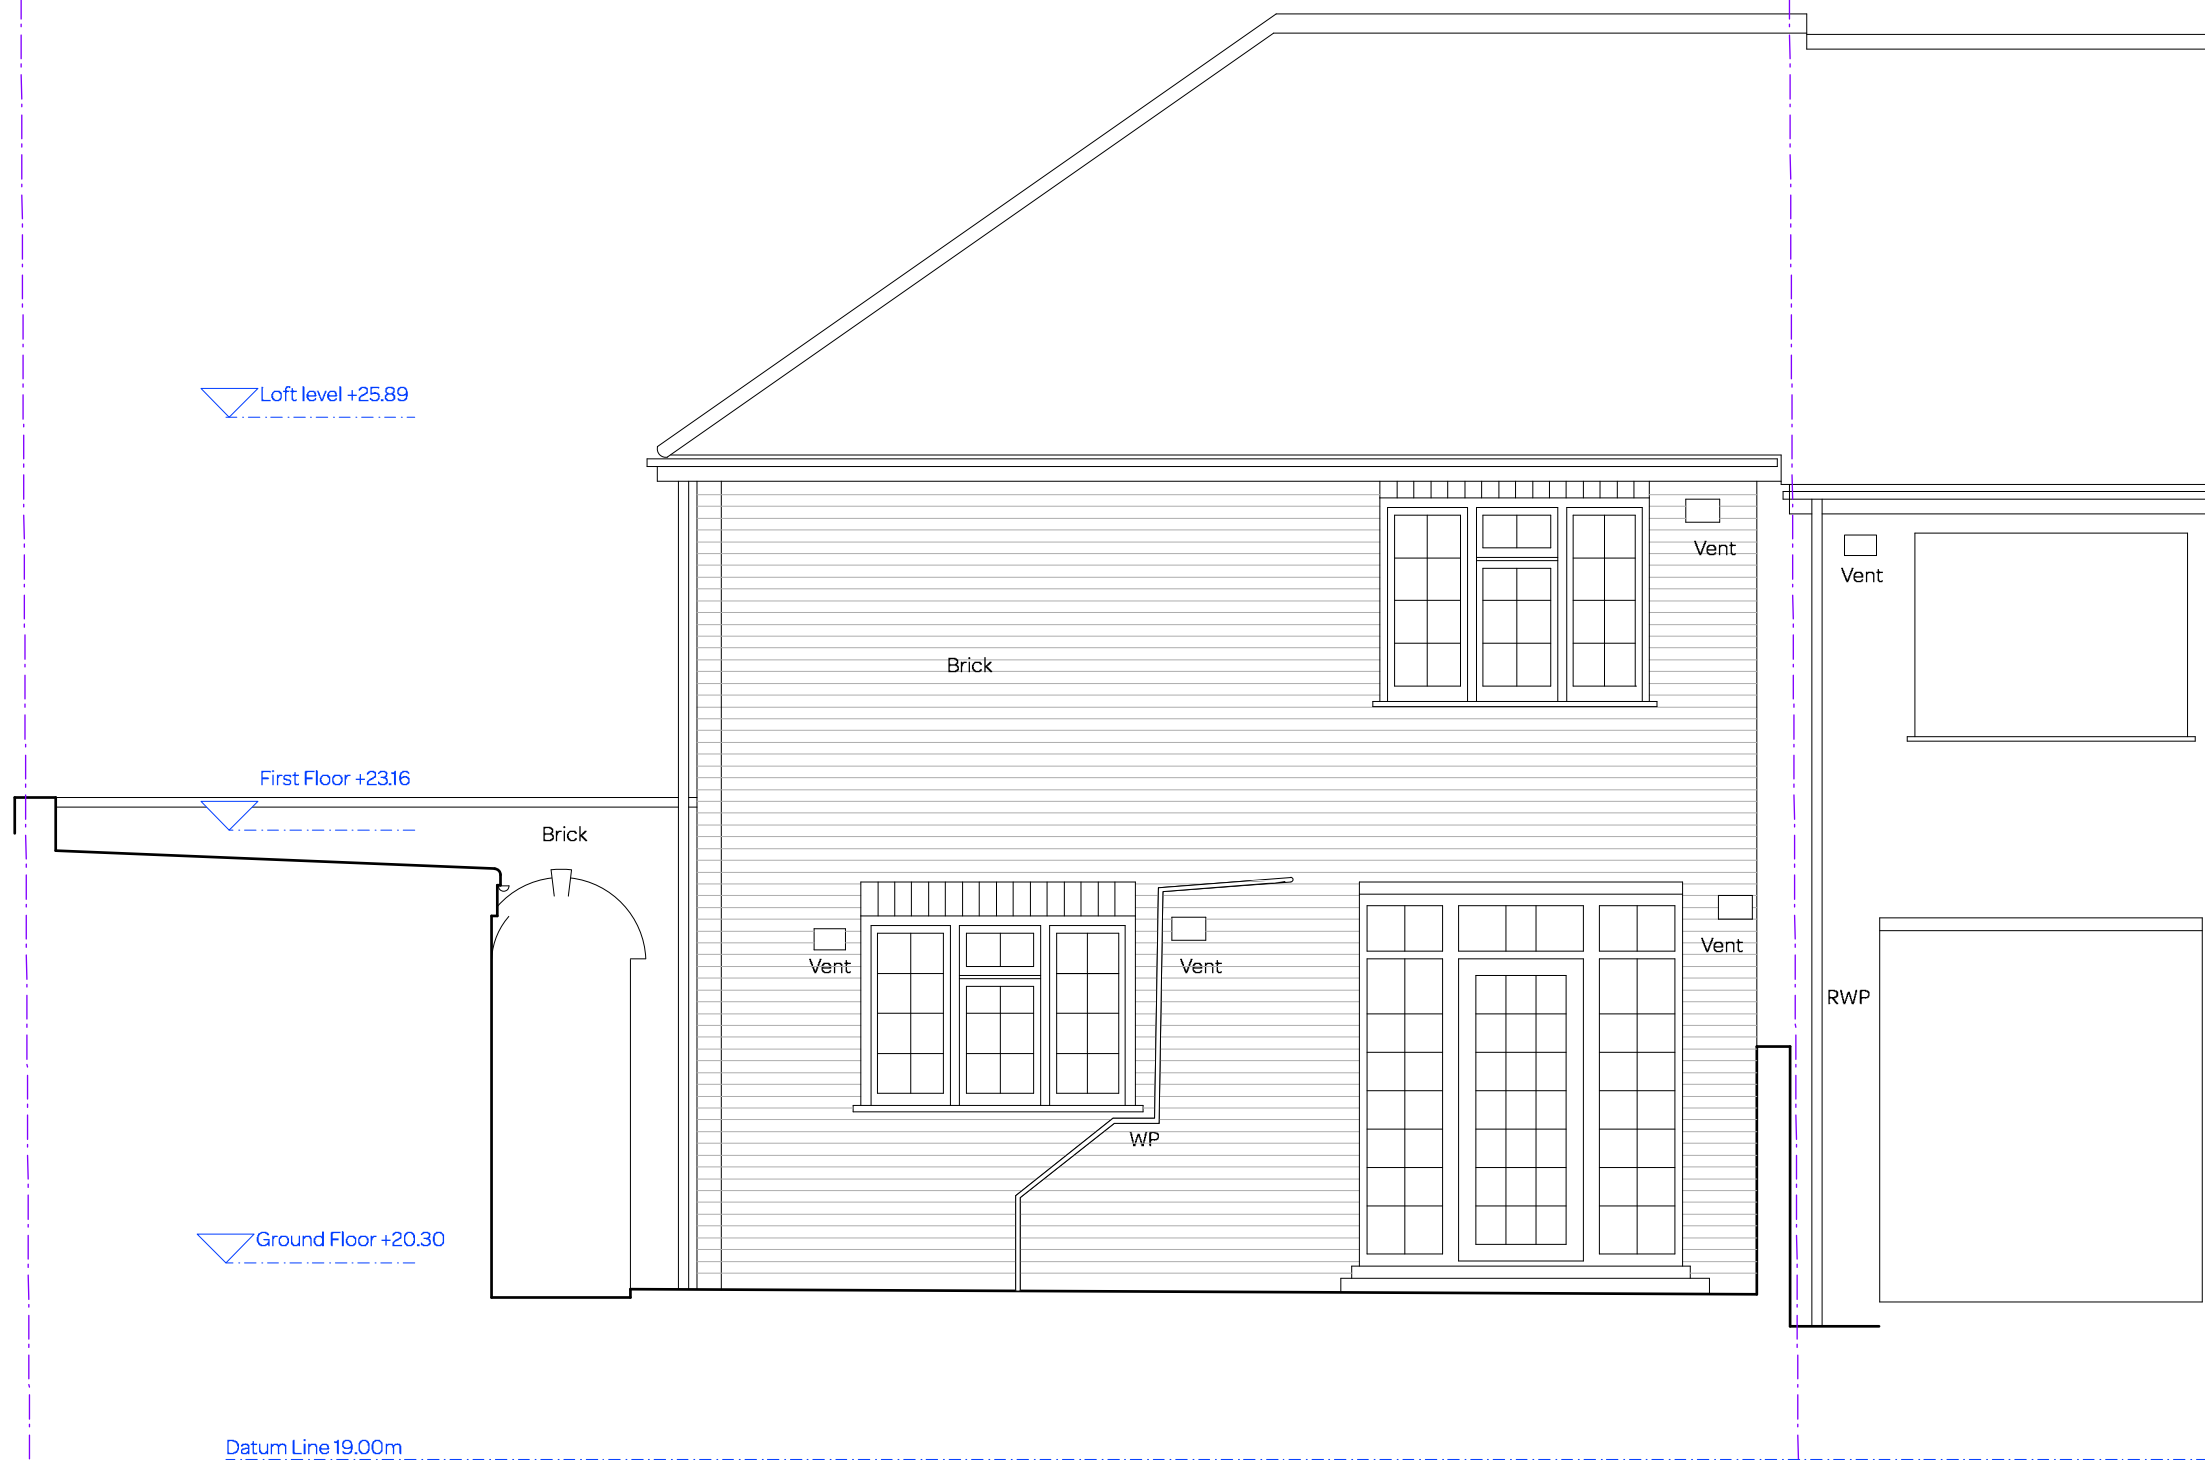 Loft level +25.89
Vent
Vent
Brick
First Floor +23.16
Brick
Vent
Vent
Vent
RWP
WP
Ground Floor +20.30
Datum Line 19.00m